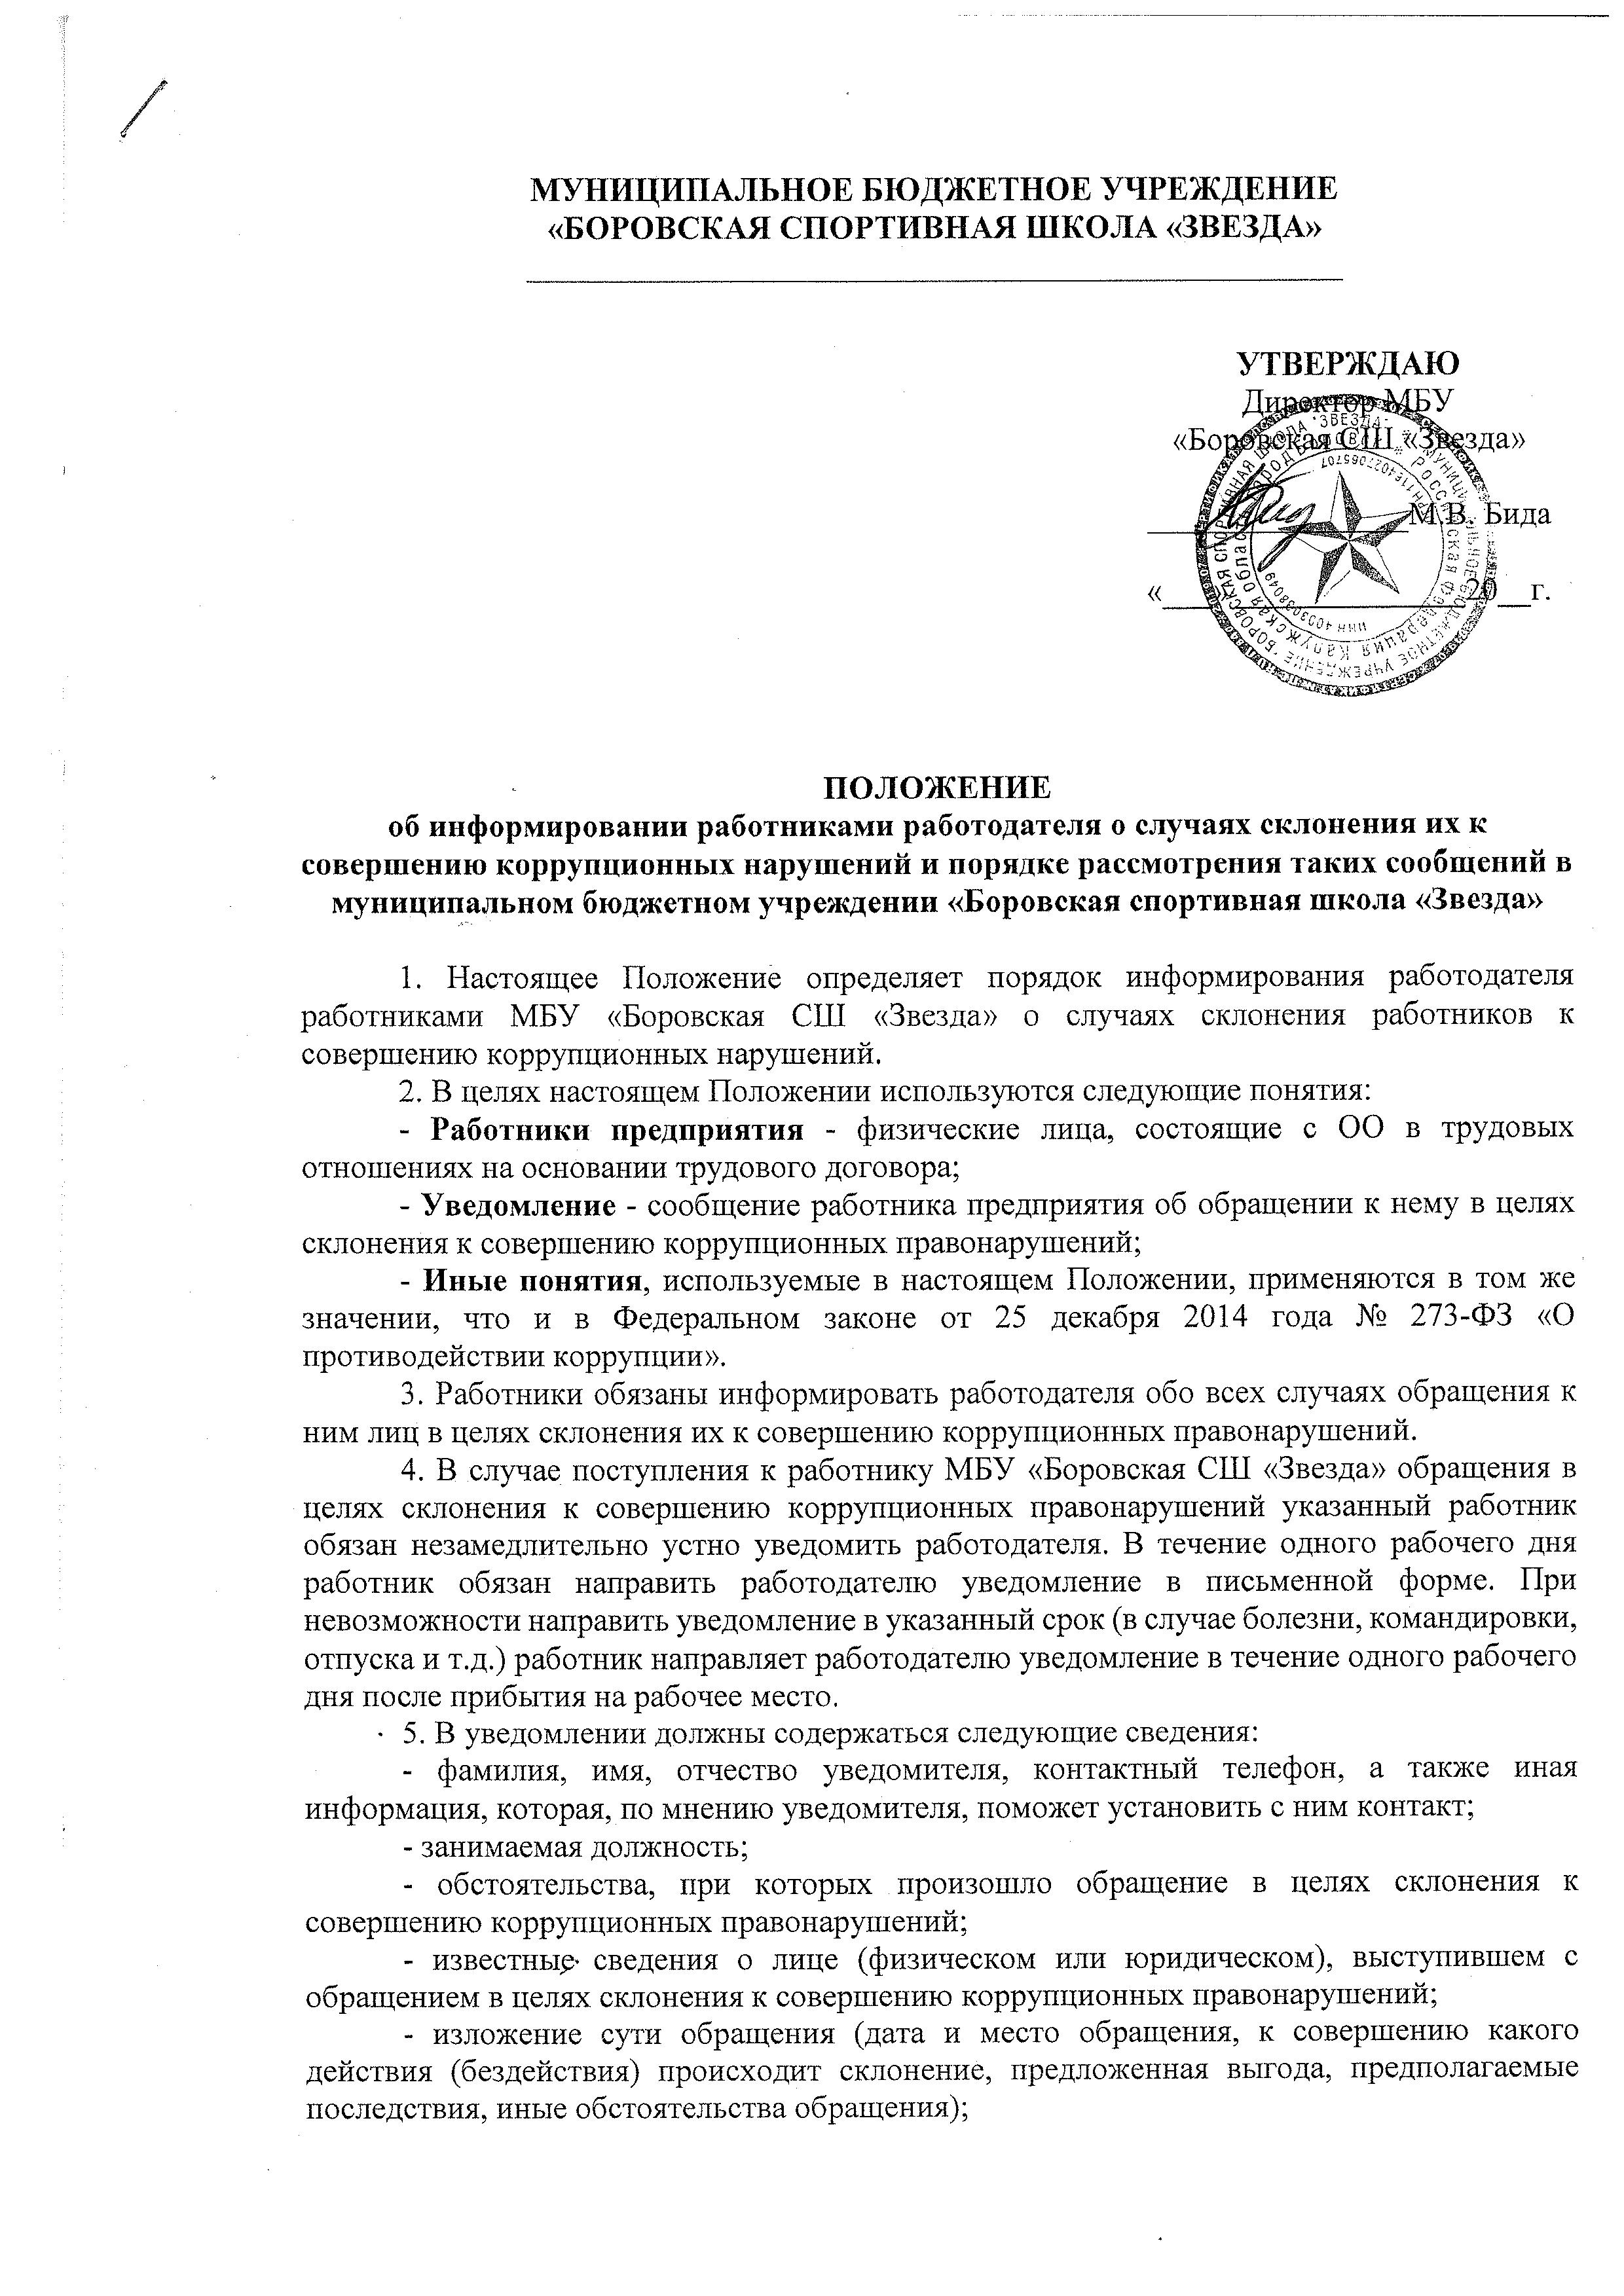 МУНИЦИПАЛЬНОЕ БЮДЖЕТНОЕ УЧРЕЖДЕНИЕ
«БОРОВСКАЯ СПОРТИВНАЯ ШКОЛА «ЗВЕЗДА»
УТВЕРЖДАЮ
Директор МБУ
«Боровская СШ «Звезда»
М.В. Бида
«___»____________20__г.
ИНН 4003038049
ПОЛОЖЕНИЕ
об информировании работниками работодателя о случаях склонения их к
совершению коррупционных нарушений и порядке рассмотрения таких сообщений в
муниципальном бюджетном учреждении «Боровская спортивная школа «Звезда»
1. Настоящее Положение определяет порядок информирования работодателя
работниками МБУ «Боровская СШ «Звезда» о случаях склонения работников к
совершению коррупционных нарушений.
2. В целях настоящем Положении используются следующие понятия:
- Работники предприятия - физические лица, состоящие с ОО в трудовых
отношениях на основании трудового договора;
- Уведомление - сообщение работника предприятия об обращении к нему в целях
склонения к совершению коррупционных правонарушений;
- Иные понятия, используемые в настоящем Положении, применяются в том же
значении, что и в Федеральном законе от 25 декабря 2014 года № 273-ФЗ «О
противодействии коррупции».
3. Работники обязаны информировать работодателя обо всех случаях обращения к
ним лиц в целях склонения их к совершению коррупционных правонарушений.
4. В случае поступления к работнику МБУ «Боровская СШ «Звезда» обращения в
целях склонения к совершению коррупционных правонарушений указанный работник
обязан незамедлительно устно уведомить работодателя. В течение одного рабочего дня
работник обязан направить работодателю уведомление в письменной форме. При
невозможности направить уведомление в указанный срок (в случае болезни, командировки,
отпуска и т.д.) работник направляет работодателю уведомление в течение одного рабочего
дня после прибытия на рабочее место.
5. В уведомлении должны содержаться следующие сведения:
- фамилия, имя, отчество уведомителя, контактный телефон, а также иная
информация, которая, по мнению уведомителя, поможет установить с ним контакт;
- занимаемая должность;
- обстоятельства, при которых произошло обращение в целях склонения к
совершению коррупционных правонарушений;
- известные сведения о лице (физическом или юридическом), выступившем с
обращением в целях склонения к совершению коррупционных правонарушений;
- изложение сути обращения (дата и место обращения, к совершению какого
действия (бездействия) происходит склонение, предложенная выгода, предполагаемые
последствия, иные обстоятельства обращения);